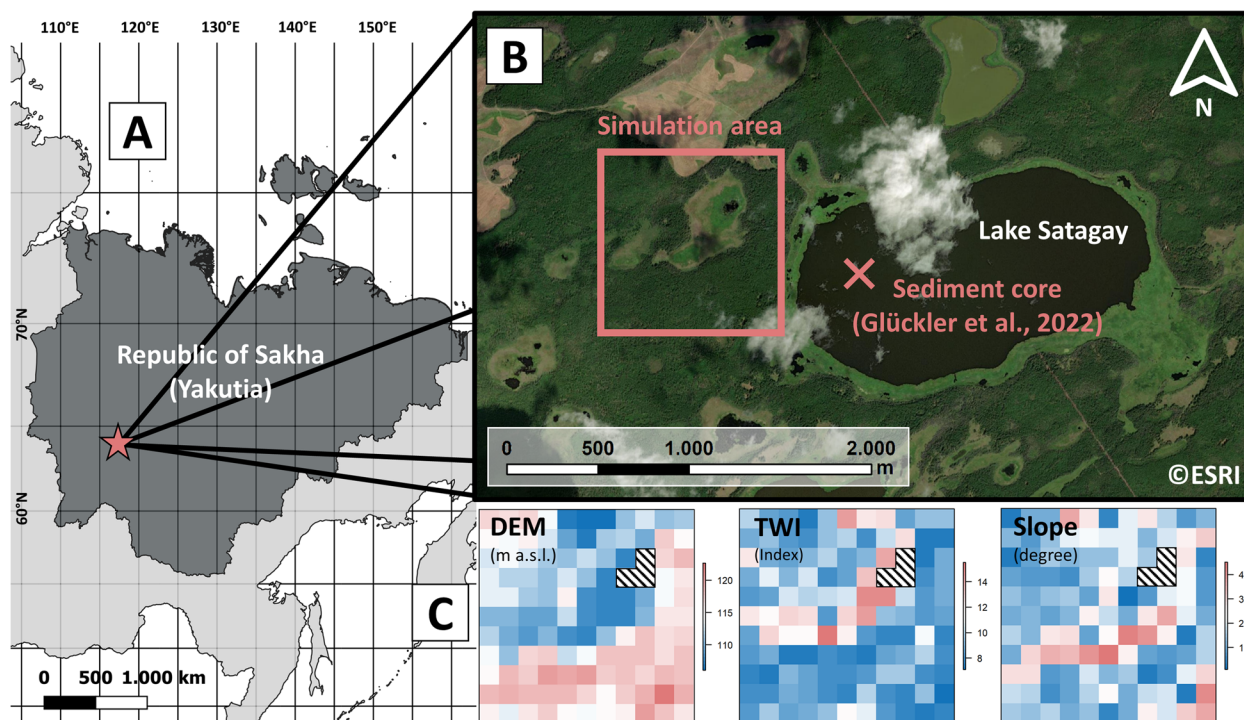 110°E 120°E 130°E 140°E 150°E
A
70°N
60°N
Republic of Sakha
(Yakutia)
0 500 1.000 km
B
N
Simulation area
Lake Satagay
Sediment core
(Glückler et al., 2022)
0 500 1.000 2.000
m
©ESRI
C
DEM
(m a.s.l.)
120
115
110
TWI
(Index)
14
12
10
8
Slope
(degree)
4
3
2
1